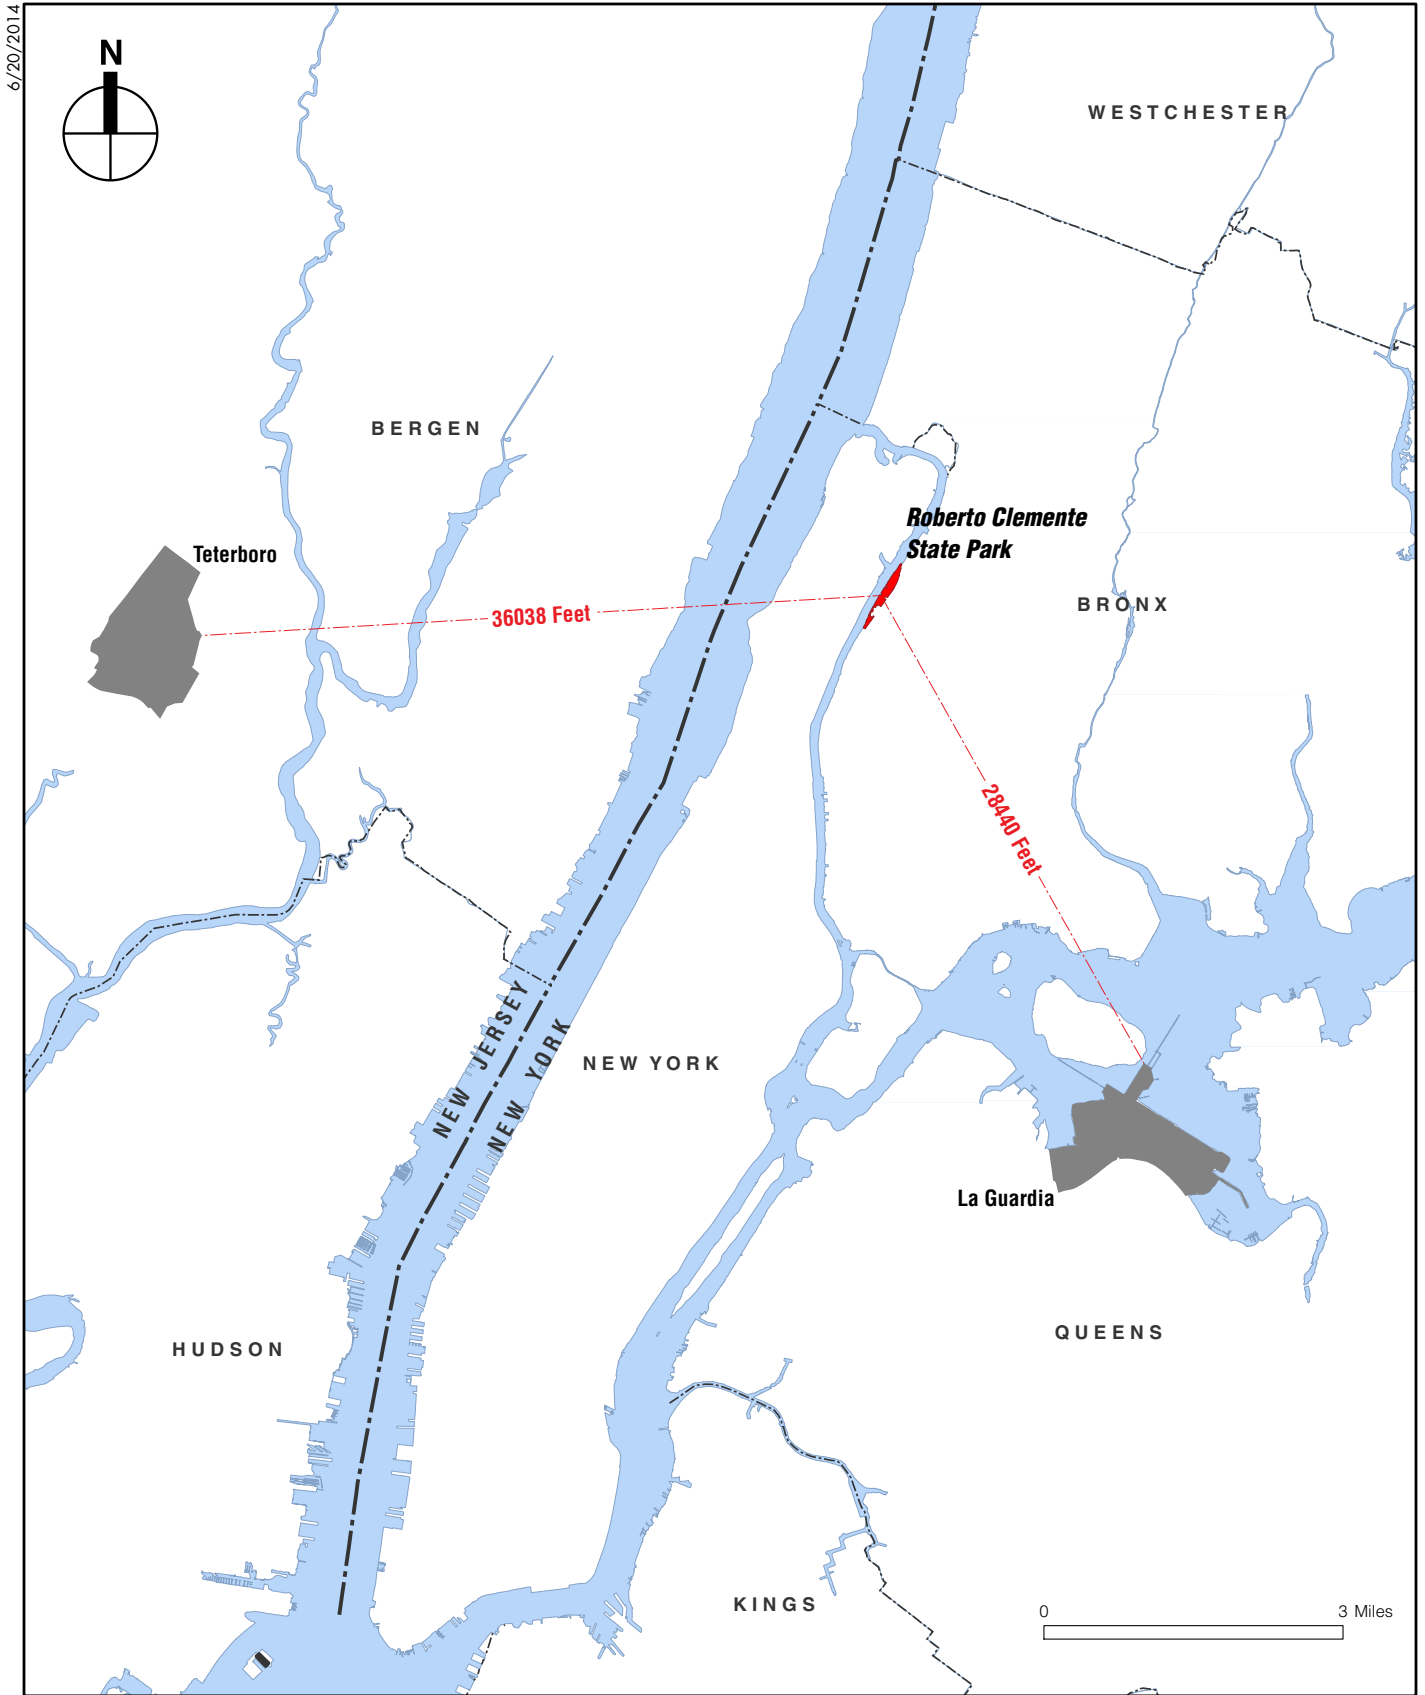 6/20/2014
N
WESTCHESTER
BERGEN
Roberto Clemente
State Park
Teterboro
BRONX
36038 Feet
28440 Feet
NEW JERSEY
NEW YORK
NEW YORK
La Guardia
QUEENS
HUDSON
KINGS
0 3 Miles